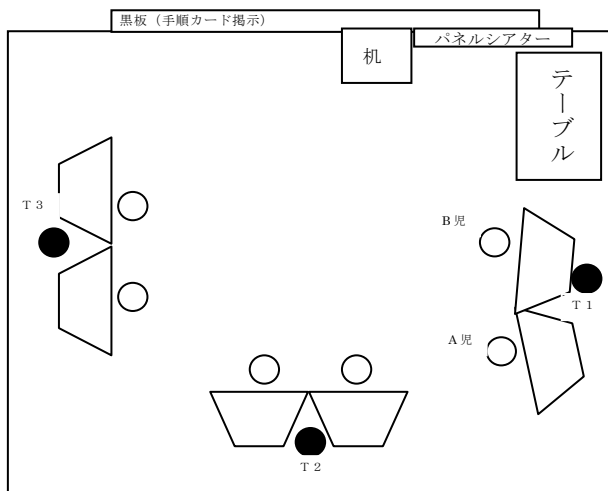 黒板（手順カード掲示）
パネルシアター
机
テーブル
Ｔ３
Ｂ児
Ｔ１
Ａ児
Ｔ２